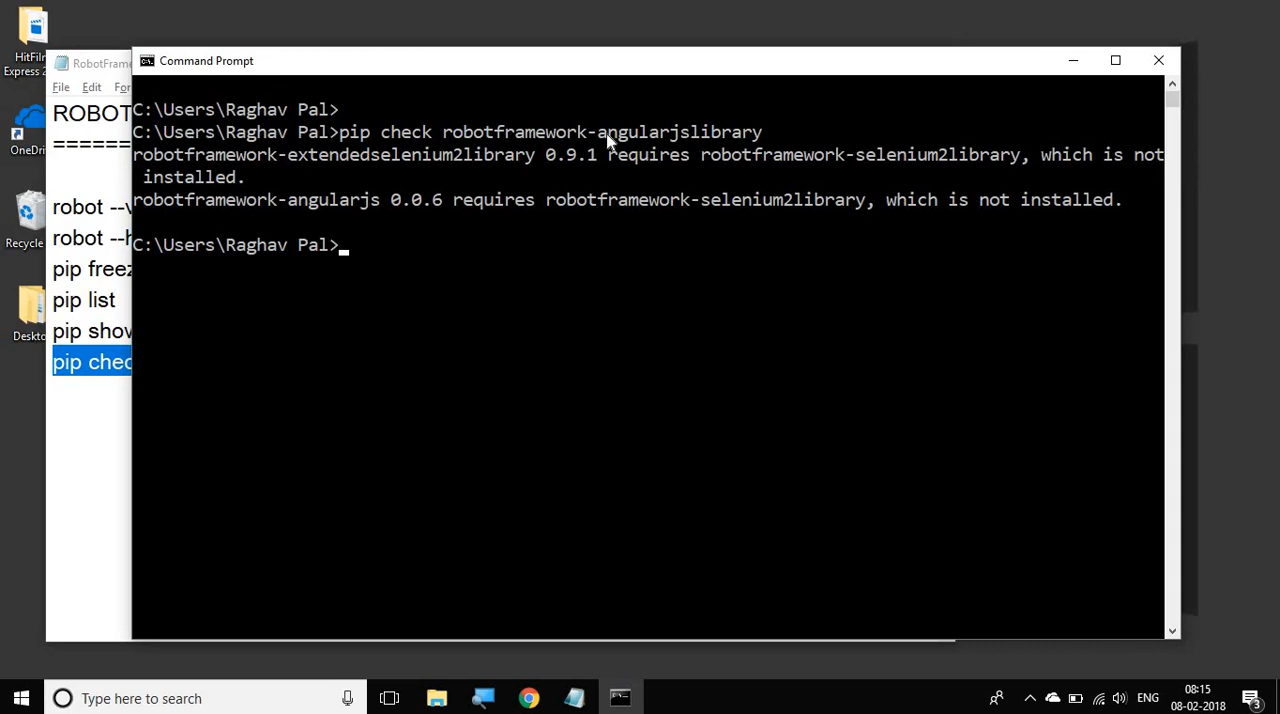 HitFil
Express 2
OneDri
Recycle
Deskto
RobotFrame
File Edit For
ROBOT
======
robot --v
robot --h
pip freez
pip list
pip show
pip chec
Command Prompt
C:\Users\Raghav Pal>
C:\Users\Raghav Pal>pip check robotframework-angularjslibrary
robotframework-extendedselenium2library 0.9.1 requires robotframework-selenium2library, which is not
installed.
robotframework-angularjs 0.0.6 requires robotframework-selenium2library, which is not installed.
C:\Users\Raghav Pal>
Type here to search
ENG
08:15
08-02-2018
3